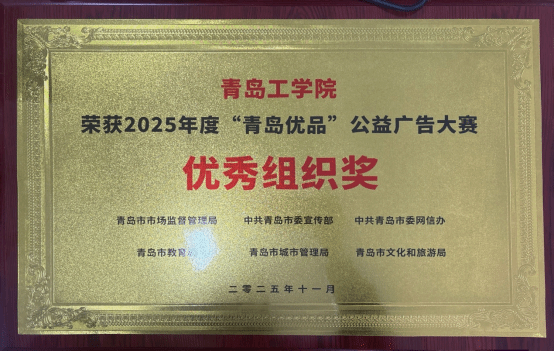 青岛工学院
荣获2025年度“青岛优品”公益广告大赛
优秀组织奖
青岛市市场监督管理局 中共青岛市委宣传部 中共青岛市委网信办
青岛市教育 青岛市城市管理局 青岛市文化和旅游局
二〇二五年十一月